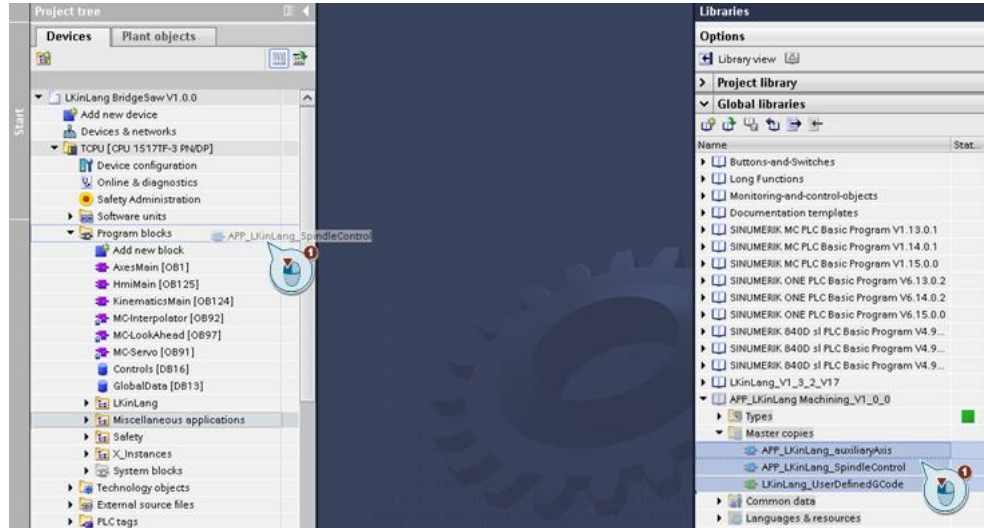 Project tree
Devices
Plant objects
Start
LKinLang BridgeSaw V1.0.0
Add new device
Devices & networks
TCPU [CPU 1517TF-3 PN/DP]
Device configuration
Online & diagnostics
Safety Administration
Software units
Program blocks
APP_LKinLang_SpindleControl
Add new block
1
AxesMain [OB1]
HmiMain [OB125]
KinematicsMain [OB124]
MC-Interpolator [OB92]
MC-LookAhead [OB97]
MC-Servo [OB91]
Controls [DB16]
GlobalData [DB13]
LKinLang
Miscellaneous applications
Safety
X_Instances
System blocks
Technology objects
External source files
PLC tags
Libraries
Options
Library view
Project library
Global libraries
Name Stat...
Buttons-and-Switches
Long Functions
Monitoring-and-control-objects
Documentation templates
SINUMERIK MC PLC Basic Program V1.13.0.1
SINUMERIK MC PLC Basic Program V1.14.0.1
SINUMERIK MC PLC Basic Program V1.15.0.0
SINUMERIK ONE PLC Basic Program V6.13.0.2
SINUMERIK ONE PLC Basic Program V6.14.0.2
SINUMERIK ONE PLC Basic Program V6.15.0.0
SINUMERIK 840D sl PLC Basic Program V4.9...
SINUMERIK 840D sl PLC Basic Program V4.9...
SINUMERIK 840D sl PLC Basic Program V4.9...
LKinLang_V1_3_2_V17
APP_LKinLang Machining_V1_0_0
Types
Master copies
APP_LKinLang_auxiliaryAxis
APP_LKinLang_SpindleControl
1
LKinLang_UserDefinedGCode
Common data
Languages & resources